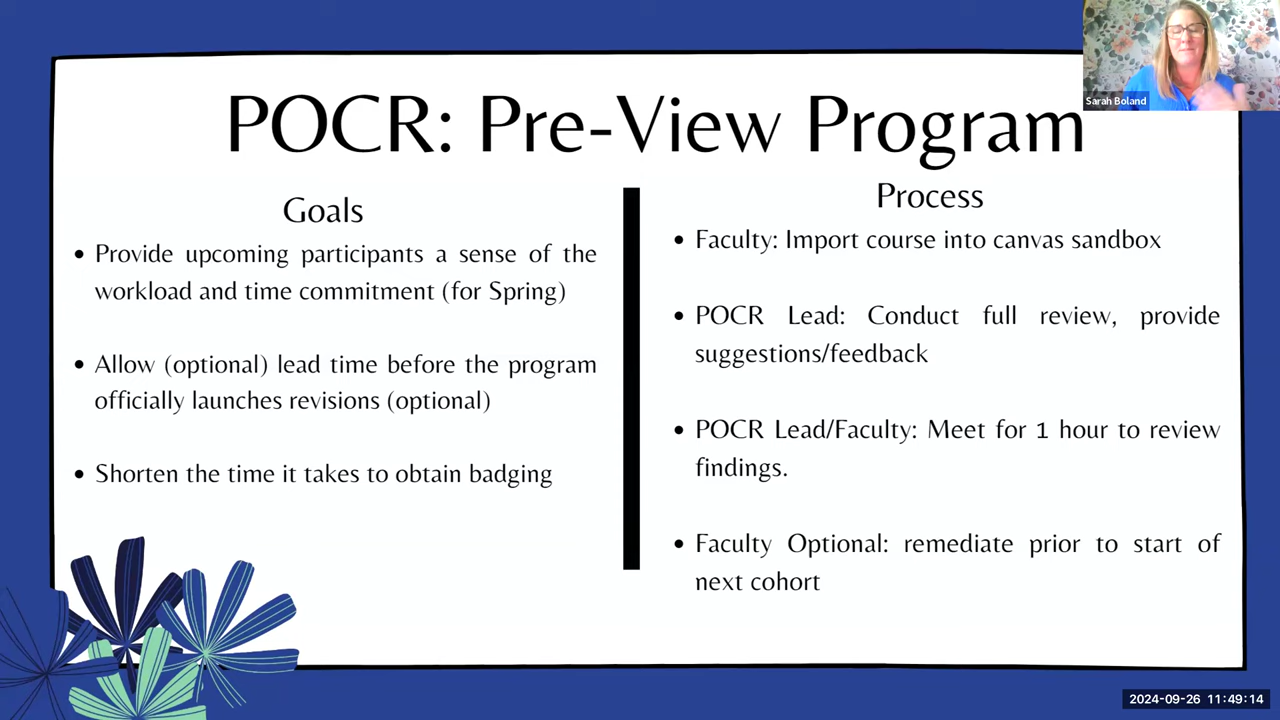 POCR: Pre-View Program
Sarah Boland
Goals
• Provide upcoming participants a sense of the
workload and time commitment (for Spring)
• Allow (optional) lead time before the program
officially launches revisions (optional)
• Shorten the time it takes to obtain badging
Process
• Faculty: Import course into canvas sandbox
• POCR Lead: Conduct full review, provide
suggestions/feedback
• POCR Lead/Faculty: Meet for 1 hour to review
findings.
• Faculty Optional: remediate prior to start of
next cohort
2024-09-26 11:49:14